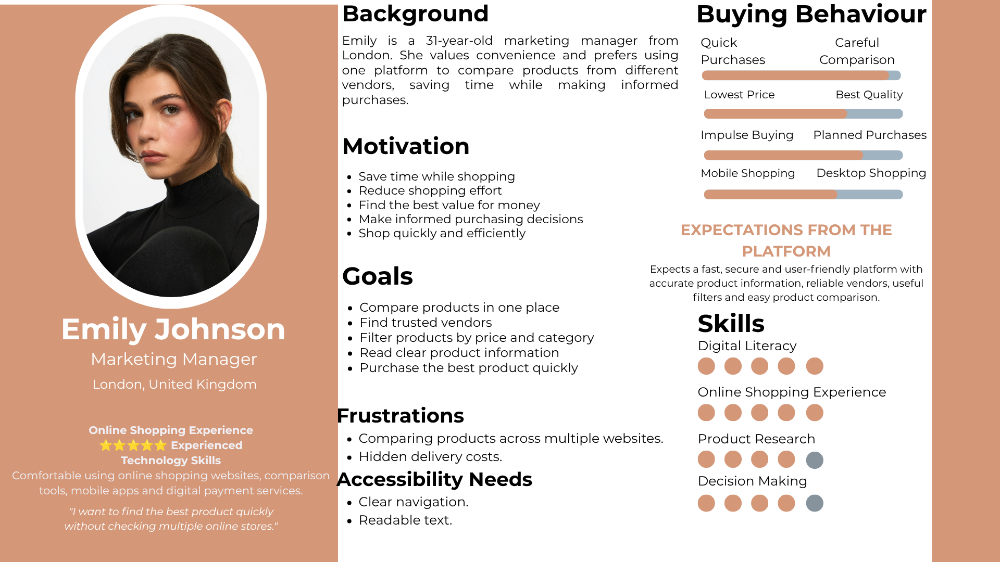 Emily Johnson
Marketing Manager
London, United Kingdom
Online Shopping Experience
⭐⭐⭐⭐⭐ Experienced
Technology Skills
Comfortable using online shopping websites, comparison
tools, mobile apps and digital payment services.
"I want to find the best product quickly
without checking multiple online stores."
Background
Emily is a 31-year-old marketing manager from
London. She values convenience and prefers using
one platform to compare products from different
vendors, saving time while making informed
purchases.
Motivation
• Save time while shopping
• Reduce shopping effort
• Find the best value for money
• Make informed purchasing decisions
• Shop quickly and efficiently
Goals
• Compare products in one place
• Find trusted vendors
• Filter products by price and category
• Read clear product information
• Purchase the best product quickly
Frustrations
• Comparing products across multiple websites.
• Hidden delivery costs.
Accessibility Needs
• Clear navigation.
• Readable text.
Buying Behaviour
Quick
Purchases
Careful
Comparison
Lowest Price
Best Quality
Impulse Buying
Planned Purchases
Mobile Shopping
Desktop Shopping
EXPECTATIONS FROM THE
PLATFORM
Expects a fast, secure and user-friendly platform with
accurate product information, reliable vendors, useful
filters and easy product comparison.
Skills
Digital Literacy
Online Shopping Experience
Product Research
Decision Making